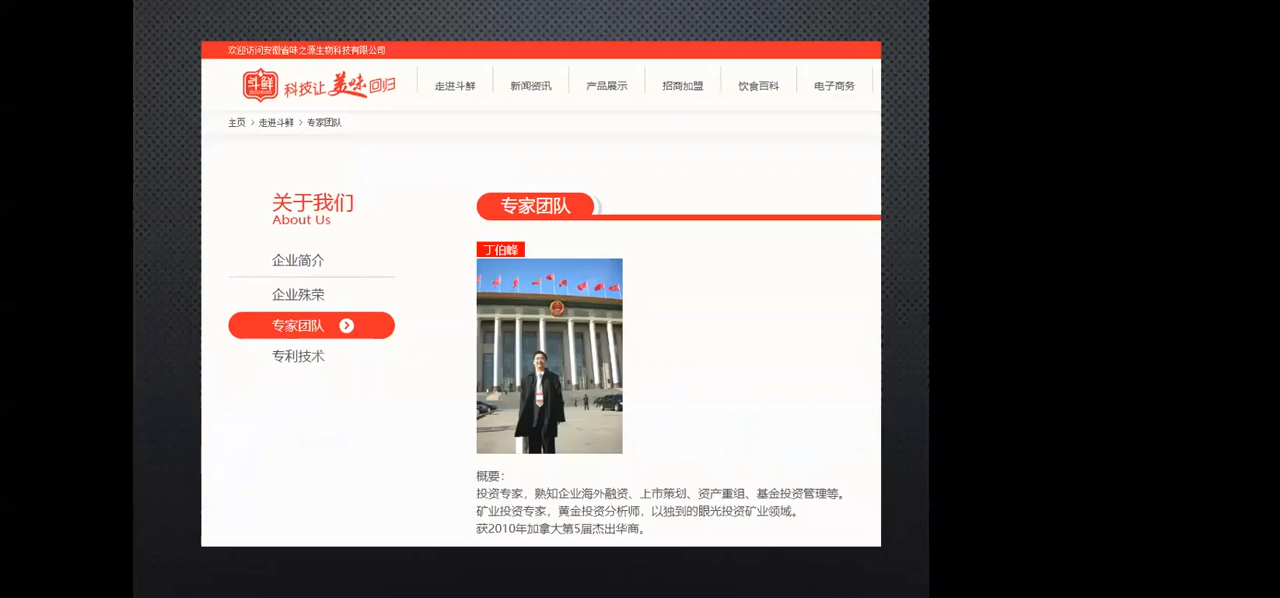 欢迎访问安徽省味之源生物科技有限公司
斗鲜 科技让 美味 回归
走进斗鲜 新闻资讯 产品展示 招商加盟 饮食百科 电子商务
主页 > 走进斗鲜 > 专家团队
关于我们
About Us
企业简介
企业殊荣
专家团队
专利技术
专家团队
丁伯峰
概要：
投资专家，熟知企业海外融资、上市策划、资产重组、基金投资管理等。
矿业投资专家，黄金投资分析师，以独到的眼光投资矿业领域。
获2010年加拿大第5届杰出华商。